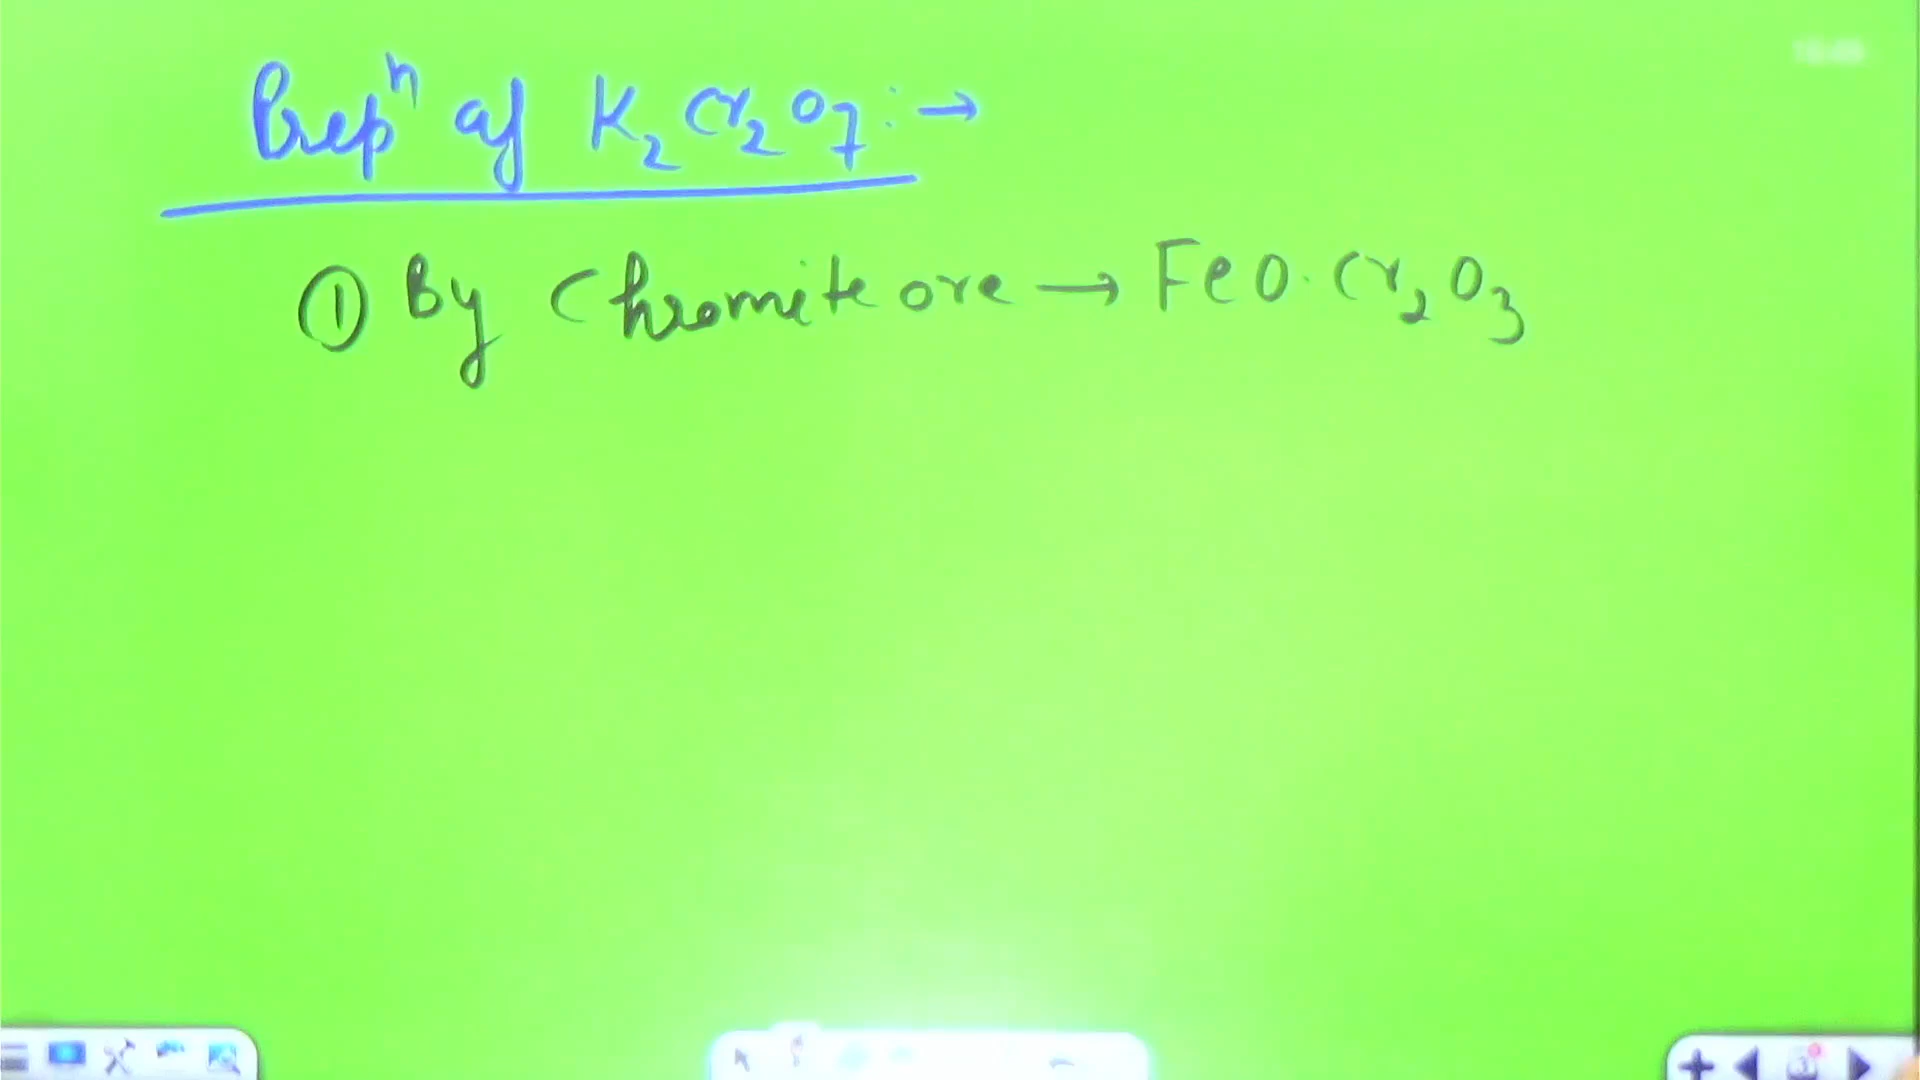 Prepⁿ of K₂Cr₂O₇:→
① By Chromite ore → FeO.Cr₂O₃